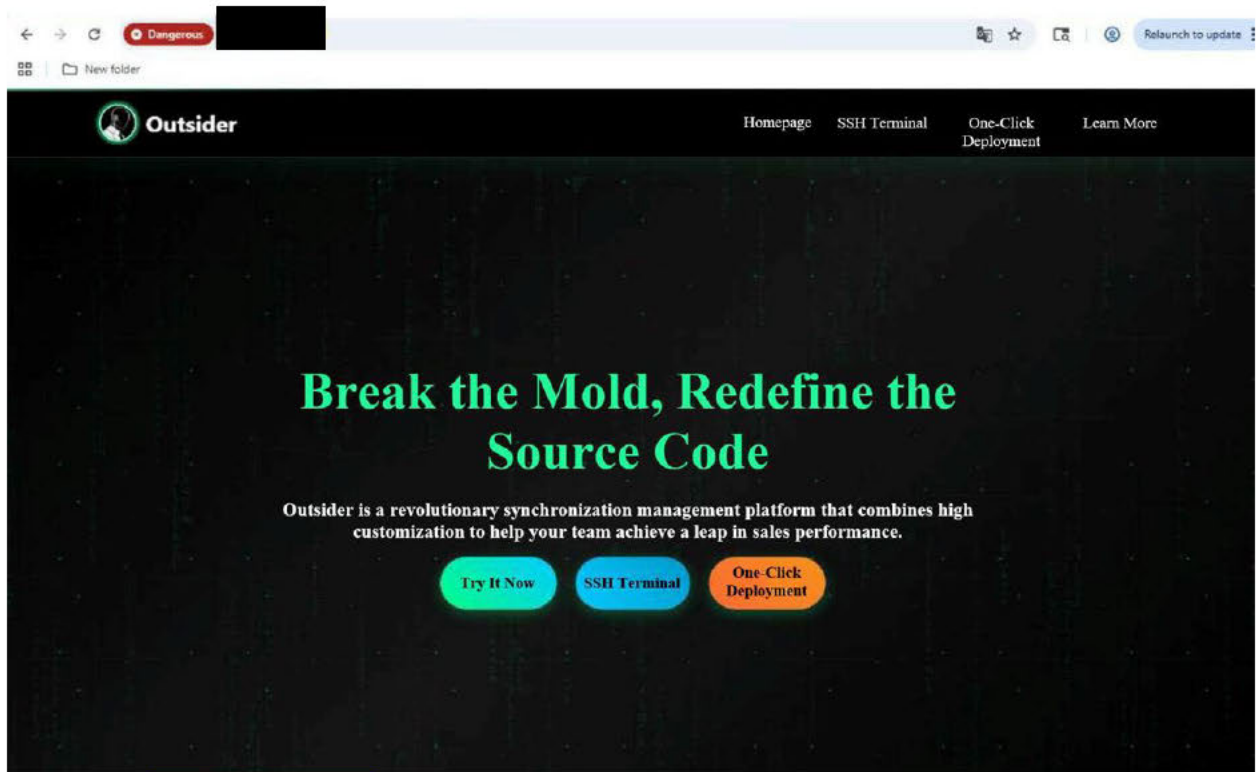 Dangerous
Relaunch to update
New folder
Outsider
Homepage
SSH Terminal
One-Click
Deployment
Learn More
Break the Mold, Redefine the
Source Code
Outsider is a revolutionary synchronization management platform that combines high
customization to help your team achieve a leap in sales performance.
Try It Now
SSH Terminal
One-Click
Deployment